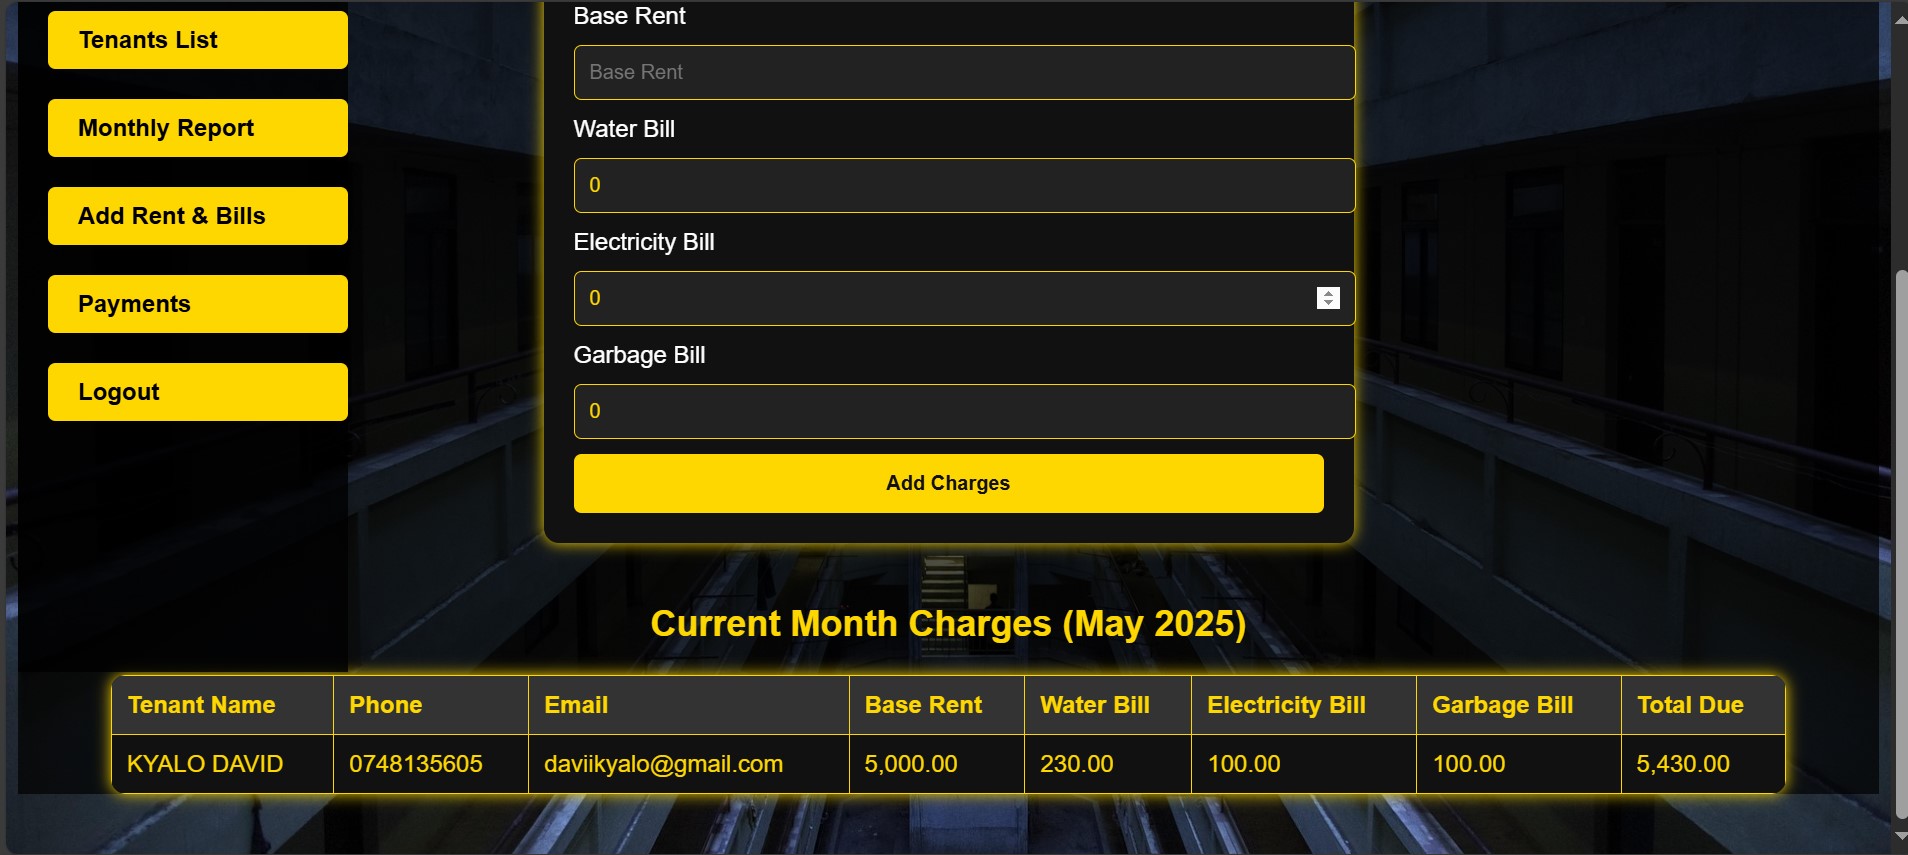 Tenants List
Monthly Report
Add Rent & Bills
Payments
Logout
Base Rent
Base Rent
Water Bill
0
Electricity Bill
0
Garbage Bill
0
Add Charges
Current Month Charges (May 2025)
Tenant Name Phone Email Base Rent Water Bill Electricity Bill Garbage Bill Total Due
KYALO DAVID 0748135605 daviikyalo@gmail.com 5,000.00 230.00 100.00 100.00 5,430.00